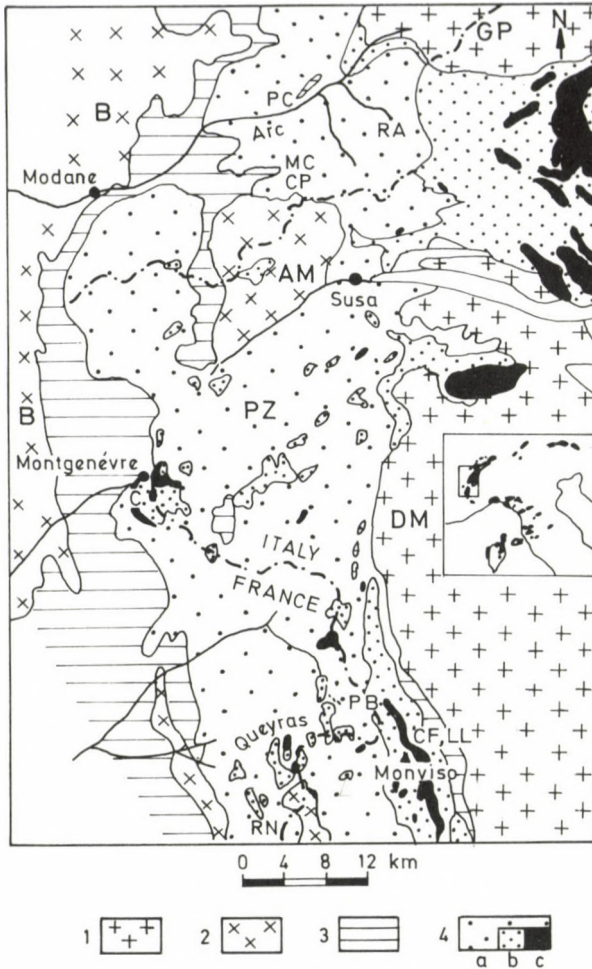 GP
N
PC
B
Arc
RA
Modane
MC
CP
AM
Susa
B
PZ
Montgenévre
C
DM
ITALY
FRANCE
PB
Queyras
CF LL
Monviso
RN
0 4 8 12 km
1 2 3 4
a b c